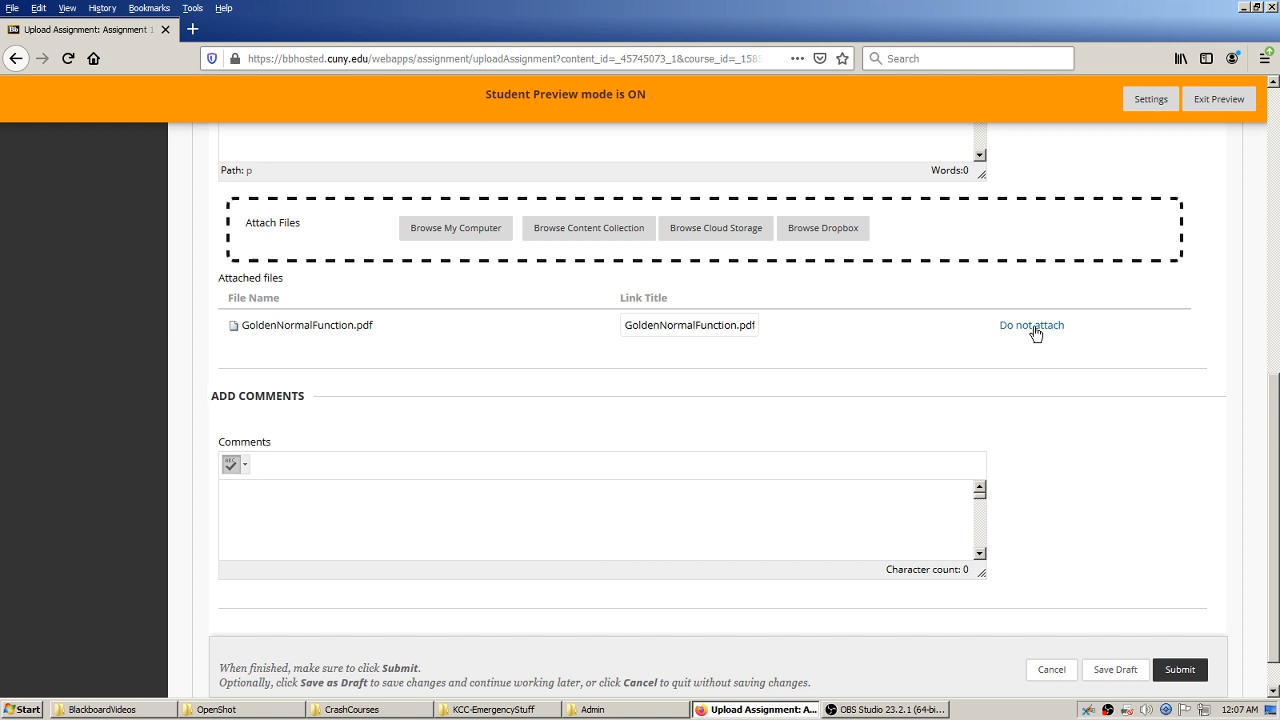 File Edit View History Bookmarks Tools Help
Bb Upload Assignment: Assignment 1
https://bbhosted.cuny.edu/webapps/assignment/uploadAssignment?content_id=_45745073_1&course_id=_158
Search
Student Preview mode is ON
Settings Exit Preview
Path: p Words:0
Attach Files Browse My Computer Browse Content Collection Browse Cloud Storage Browse Dropbox
Attached files
File Name Link Title
GoldenNormalFunction.pdf GoldenNormalFunction.pdf Do not attach
ADD COMMENTS
Comments
ABC
Character count: 0
When finished, make sure to click Submit.
Optionally, click Save as Draft to save changes and continue working later, or click Cancel to quit without saving changes.
Cancel Save Draft Submit
Start BlackboardVideos OpenShot CrashCourses KCC-EmergencyStuff Admin Upload Assignment: A... OBS Studio 23.2.1 (64-bi... 12:07 AM